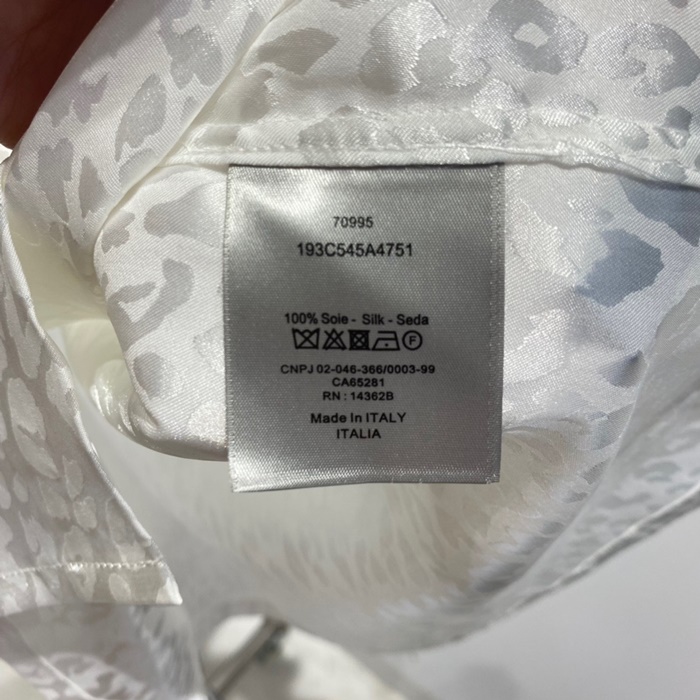 70995
193C545A4751
100% Soie - Silk - Seda
F
CNPJ 02-046-366/0003-99
CA65281
RN : 14362B
Made In ITALY
ITALIA